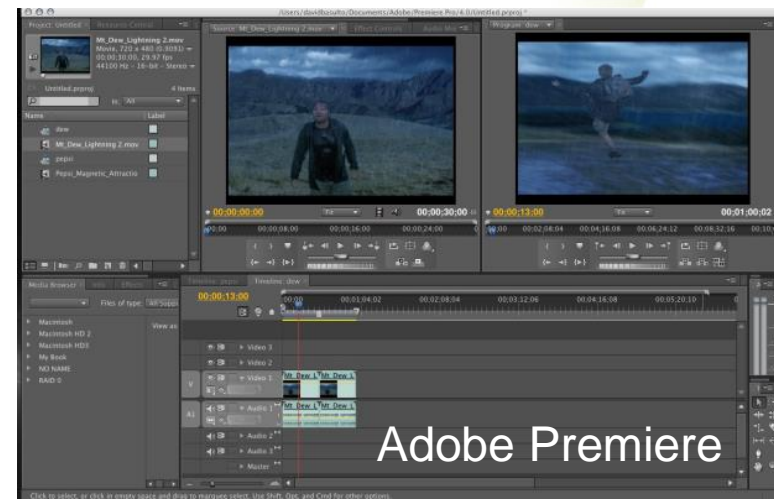 /Users/davidbasulto/Documents/Adobe/Premiere Pro/4.0/Untitled.prproj *
Project: Untitled
Resource Central
Source: Mt_Dew_Lightning 2.mov
Effect Controls
Audio Mi
Program: dew
Mt_Dew_Lightning 2.mov
Movie, 720 x 480 (0.9091)
00;00;30;00, 29.97 fps
44100 Hz - 16-bit - Stereo
Untitled.prproj
4 Items
In: All
Name
Label
dew
Mt_Dew_Lightning 2.mov
pepsi
Pepsi_Magnetic_Attractio
00;00;00;00
Fit
00;00;30;00
00;00
00;00;08;00
00;00;16;00
00;00;24;00
00;00;13;00
Fit
00;01;00;02
00;00
00;02;08;04
00;04;16;08
00;06;24;12
00;08;32;16
00;10;
Media Browser
Info
Effects
Files of type:
All Suppo
Macintosh
View as
Macintosh HD 2
Macintosh HD3
My Book
NO NAME
RAID 0
Timeline: pepsi
Timeline: dew
00;00;13;00
00;00
00;01;04;02
00;02;08;04
00;03;12;06
00;04;16;08
00;05;20;10
Video 3
Video 2
V
Video 1
Mt_Dew_L
Mt_Dew_L
A1
Audio 1
Mt_Dew_L
Mt_Dew_L
Audio 2
Audio 3
Master
Adobe Premiere
Click to select, or click in empty space and drag to marquee select. Use Shift, Opt, and Cmd for other options.